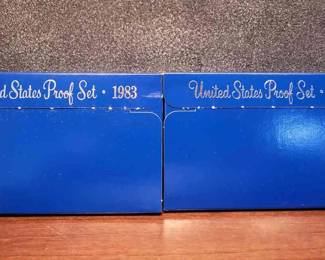 d States Proof Set · 1983
United States Proof Set ·